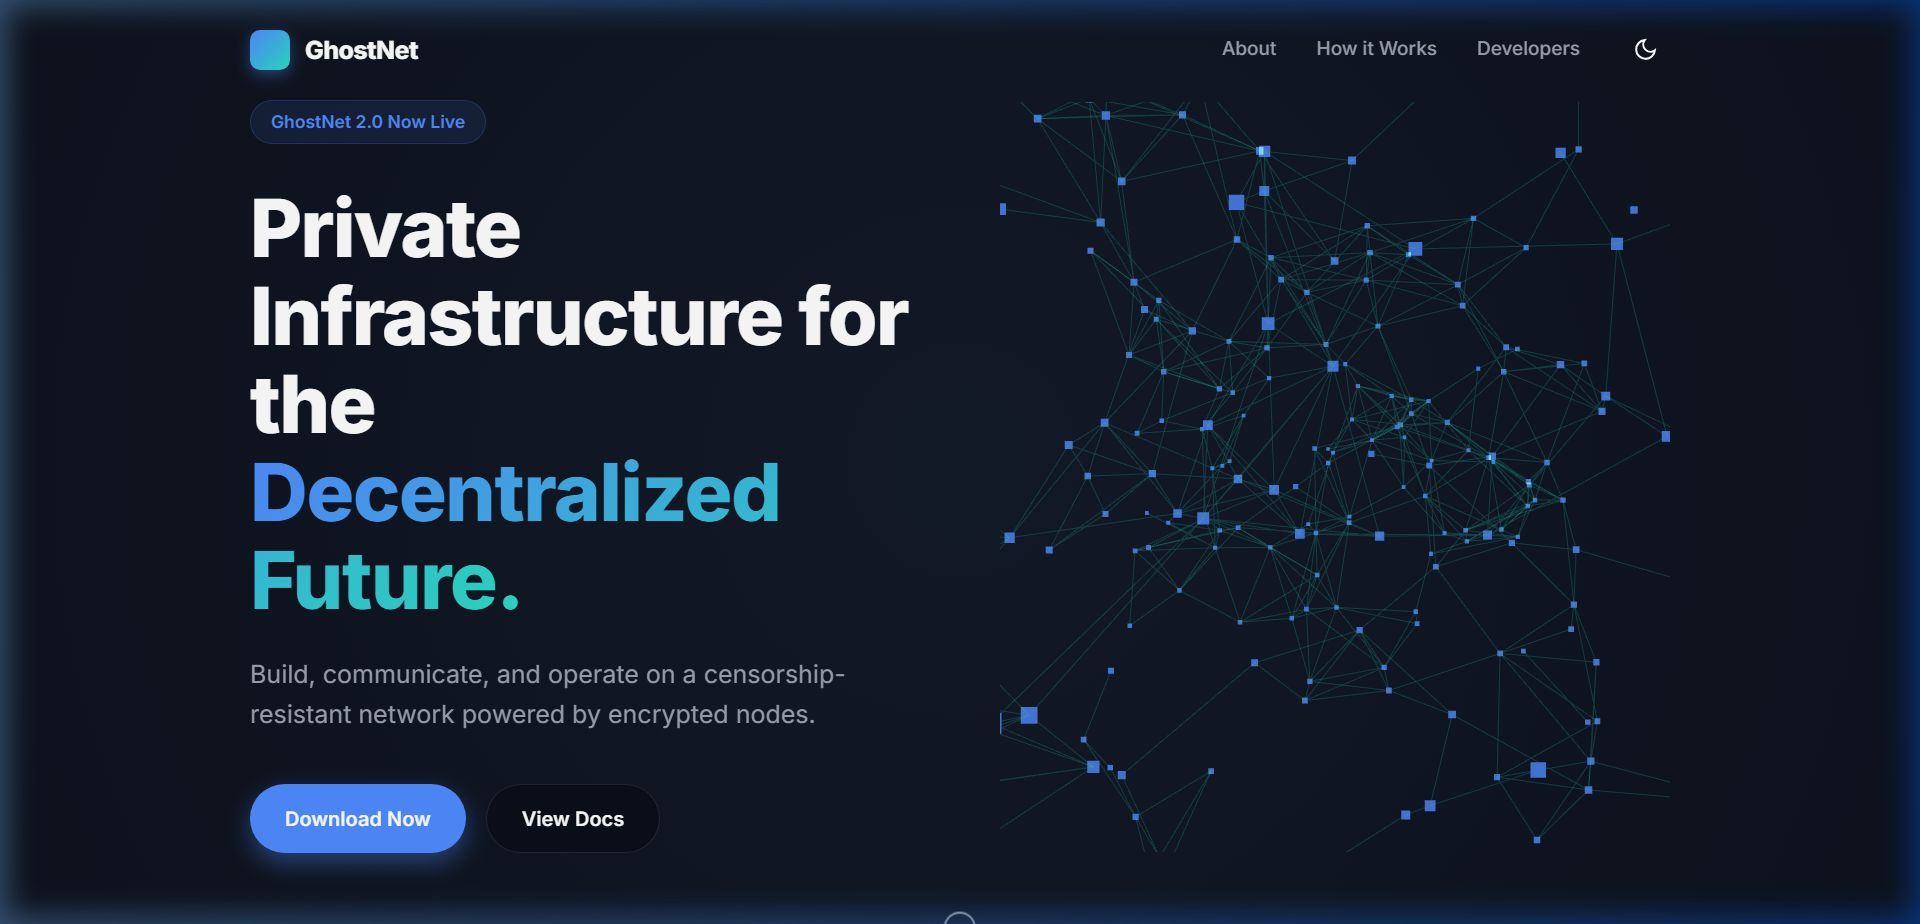 GhostNet
About
How it Works
Developers
GhostNet 2.0 Now Live
Private
Infrastructure for
the
Decentralized
Future.
Build, communicate, and operate on a censorship-
resistant network powered by encrypted nodes.
Download Now
View Docs